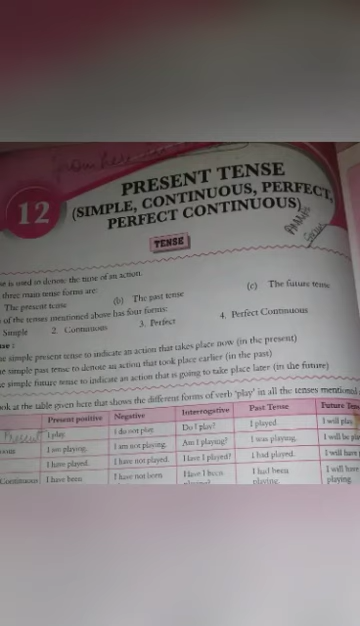 from here
12
PRESENT TENSE
(SIMPLE, CONTINUOUS, PERFECT,
PERFECT CONTINUOUS)
TENSE
is used to denote the time of an action.
three main tense forms are:
The present tense (b) The past tense (c) The future tense
of the tenses mentioned above has four forms:
Simple 2. Continuous 3. Perfect 4. Perfect Continuous
simple present tense to indicate an action that takes place now (in the present)
simple past tense to denote an action that took place earlier (in the past)
simple future tense to indicate an action that is going to take place later (in the future)
at the table given here that shows the different forms of verb 'play' in all the tenses mentioned
Present positive Negative Interrogative Past Tense Future
Present I play I do not play. Do I play? I played I will play
I am playing. I am not playing. Am I playing? I was playing. I will be
I have played. I have not played. Have I played? I had played. I will have
Continuous I have been I have not been Have I been I had been I will have
playing. playing.